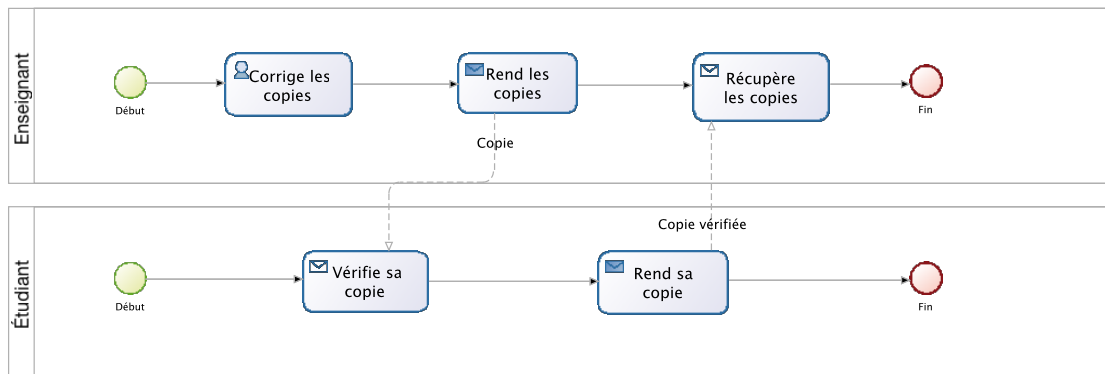 Enseignant
Début
Corrige les
copies
Rend les
copies
Récupère
les copies
Fin
Copie
Copie vérifiée
Étudiant
Début
Vérifie sa
copie
Rend sa
copie
Fin